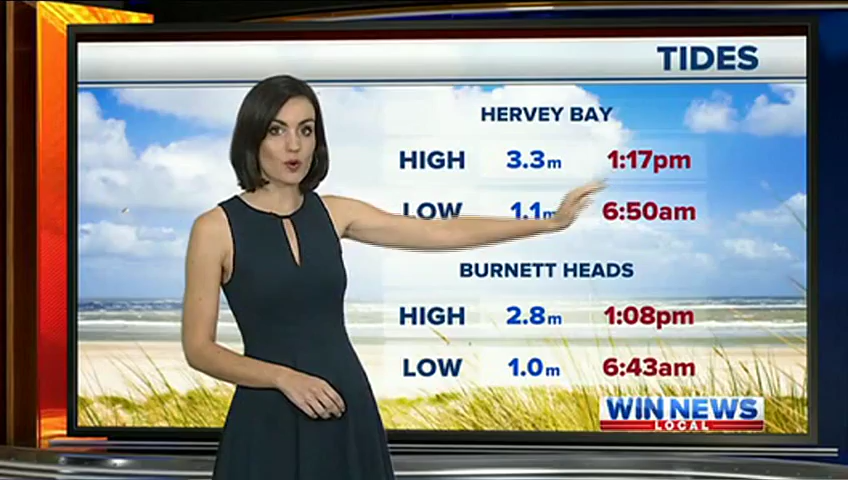 TIDES
HERVEY BAY
HIGH 3.3m 1:17pm
LOW 1.1m 6:50am
BURNETT HEADS
HIGH 2.8m 1:08pm
LOW 1.0m 6:43am
WIN NEWS
LOCAL